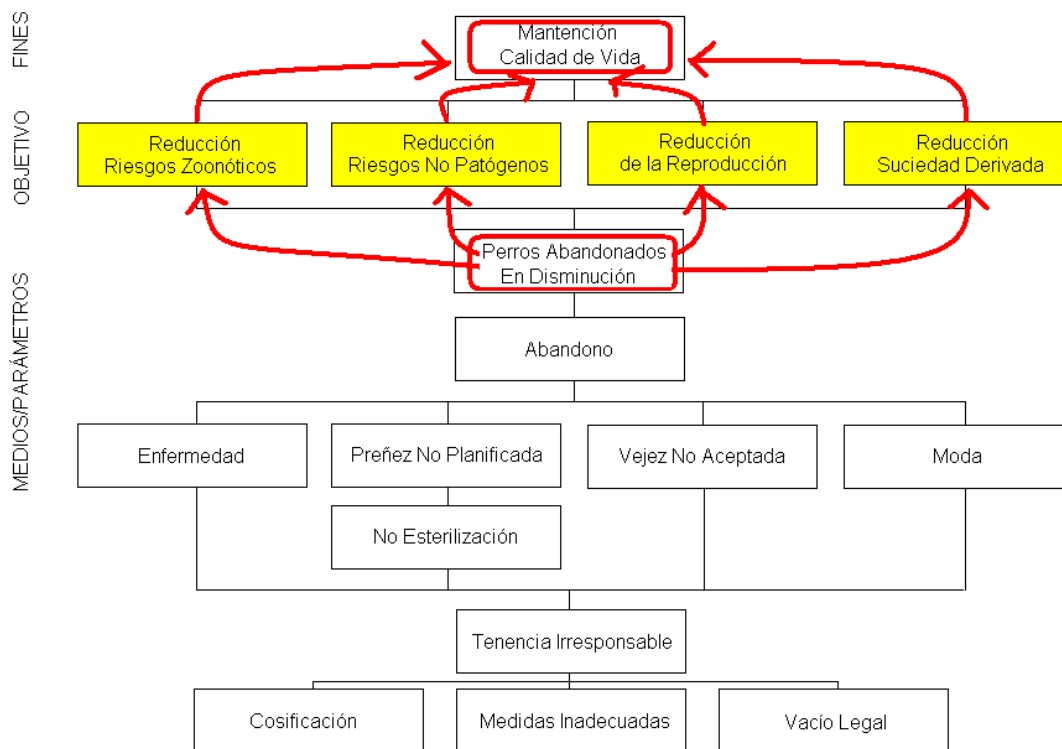 FINES
Mantención
Calidad de Vida
OBJETIVO
Reducción
Riesgos Zoonóticos
Reducción
Riesgos No Patógenos
Reducción
de la Reproducción
Reducción
Suciedad Derivada
Perros Abandonados
En Disminución
MEDIOS/PARÁMETROS
Abandono
Enfermedad
Preñez No Planificada
Vejez No Aceptada
Moda
No Esterilización
Tenencia Irresponsable
Cosificación
Medidas Inadecuadas
Vacío Legal